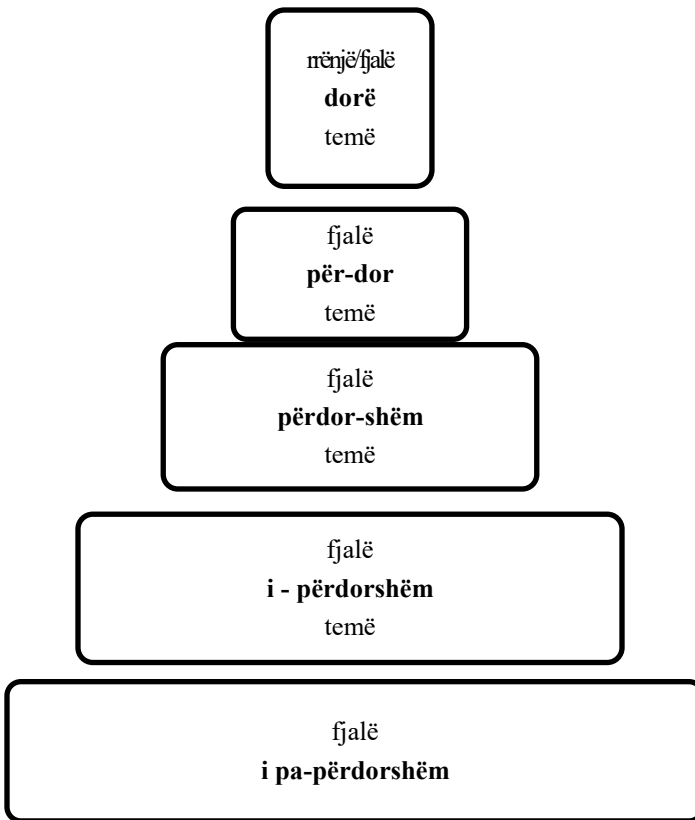 rrënjë/fjalë
dorë
temë
fjalë
për-dor
temë
fjalë
përdor-shëm
temë
fjalë
i - përdorshëm
temë
fjalë
i pa-përdorshëm